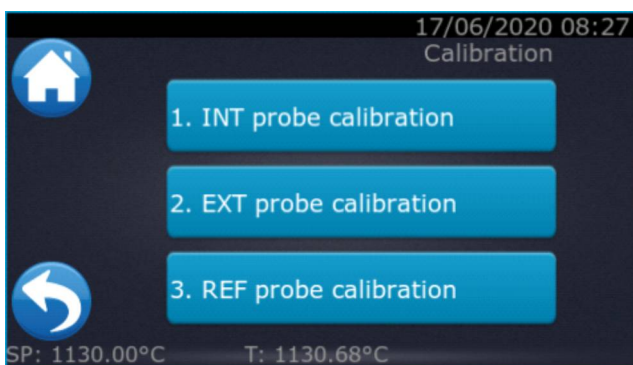 17/06/2020 08:27
Calibration
1. INT probe calibration
2. EXT probe calibration
3. REF probe calibration
SP: 1130.00°C T: 1130.68°C